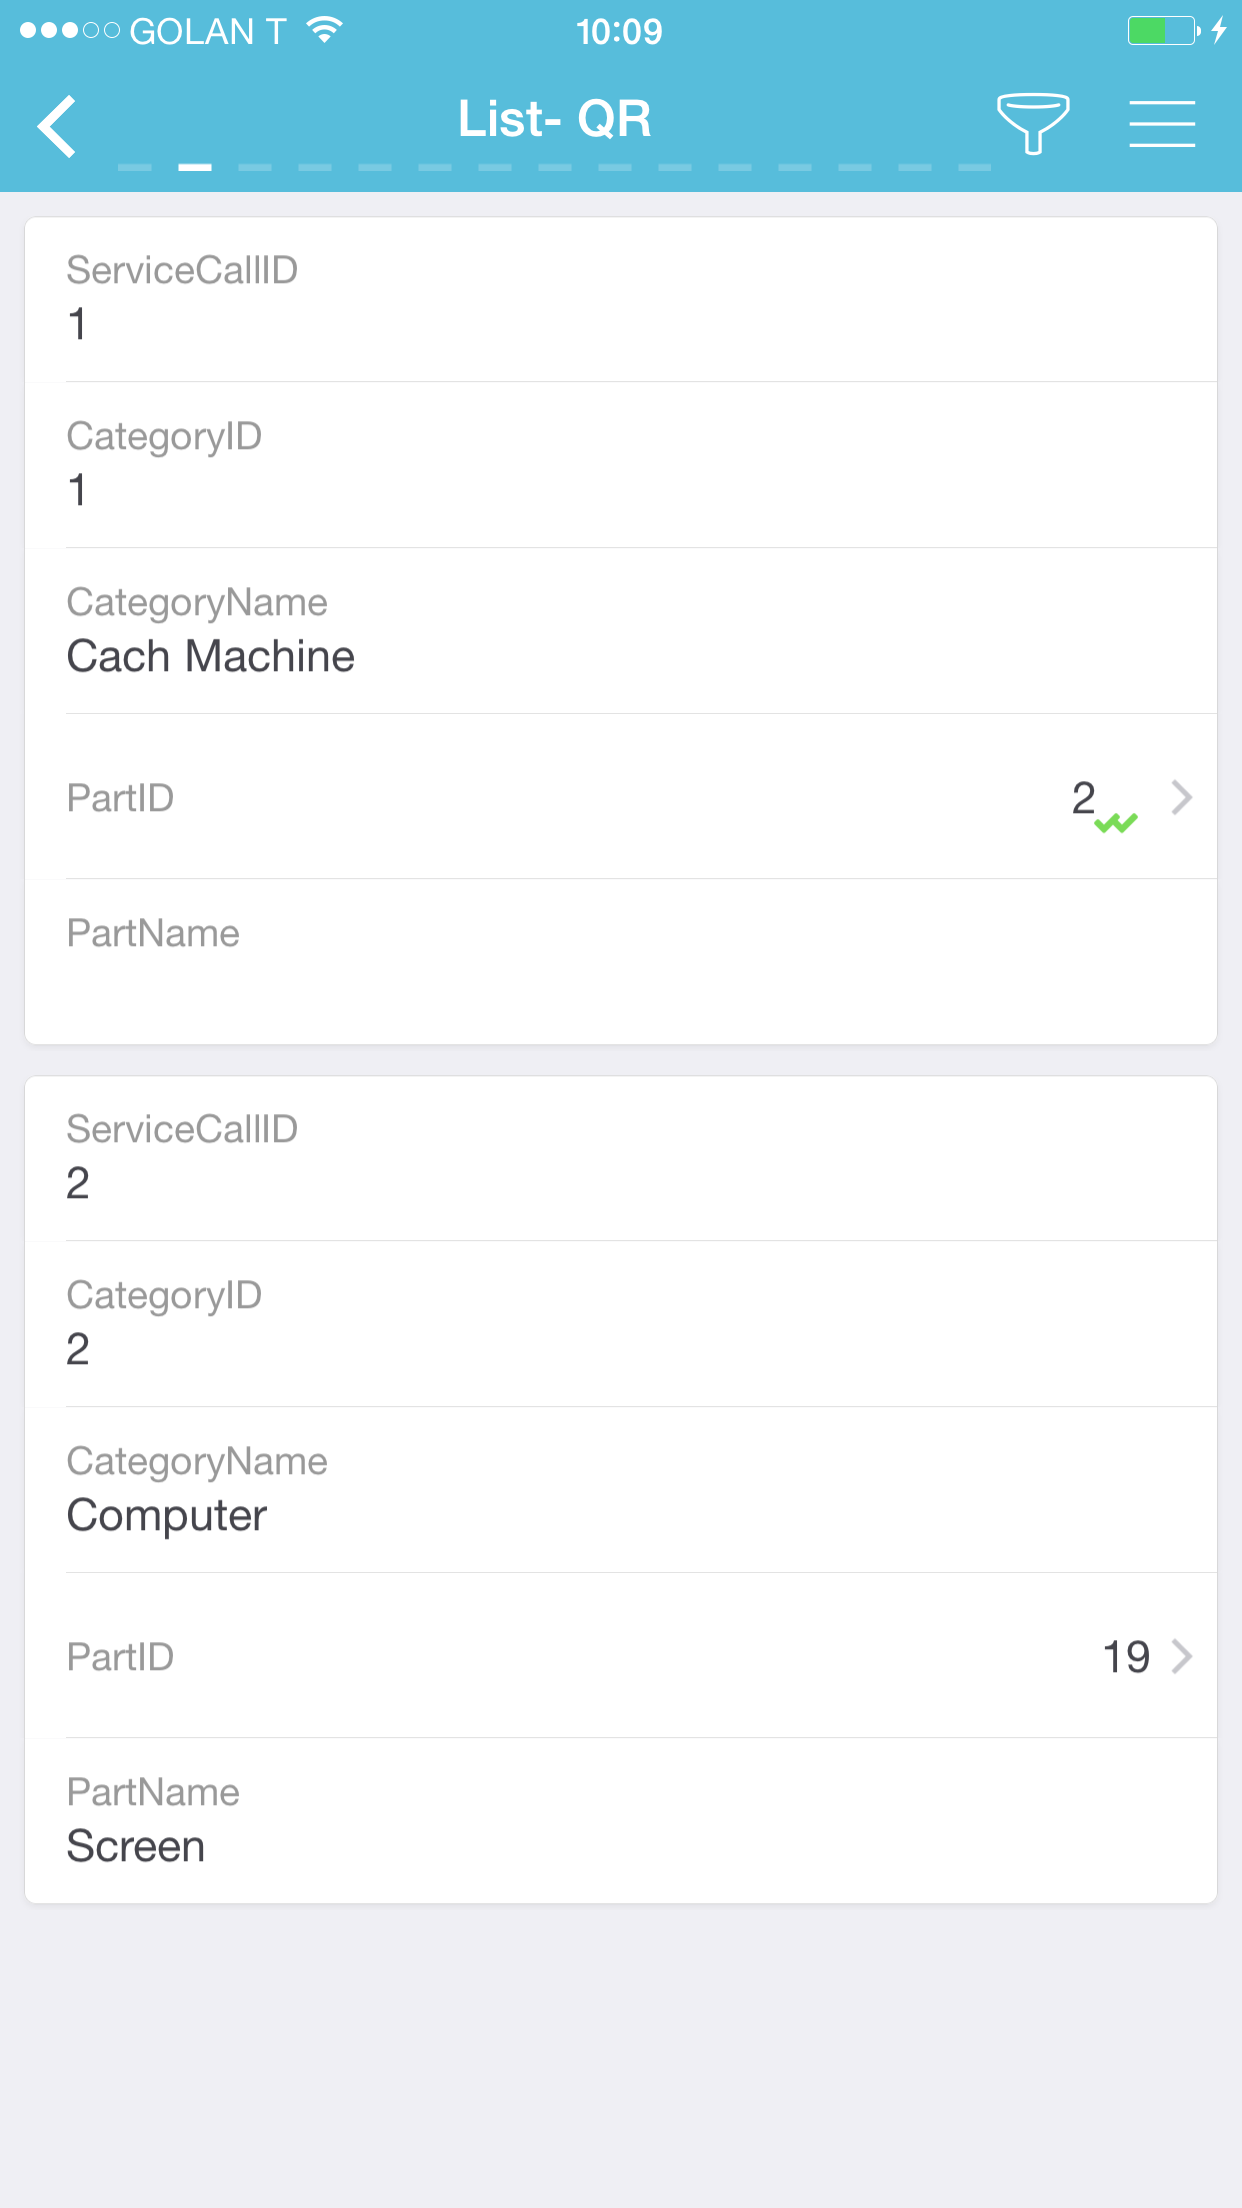 GOLAN T 10:09
List- QR
ServiceCallID
1
CategoryID
1
CategoryName
Cach Machine
PartID 2
PartName
ServiceCallID
2
CategoryID
2
CategoryName
Computer
PartID 19
PartName
Screen